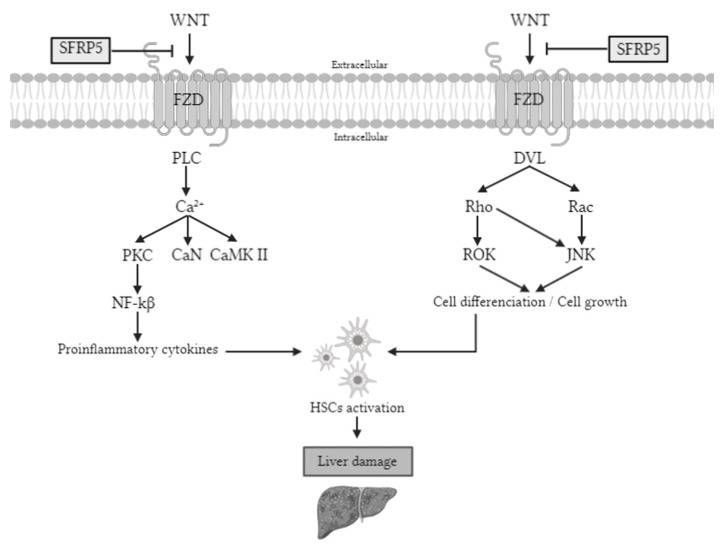 WNT
WNT
SFRP5
SFRP5
Extracellular
FZD
FZD
Intracellular
PLC
DVL
Ca²⁻
Rho
Rac
PKC
CaN
CaMK II
ROK
JNK
NF-kβ
Cell differenciation / Cell growth
Proinflammatory cytokines
HSCs activation
Liver damage